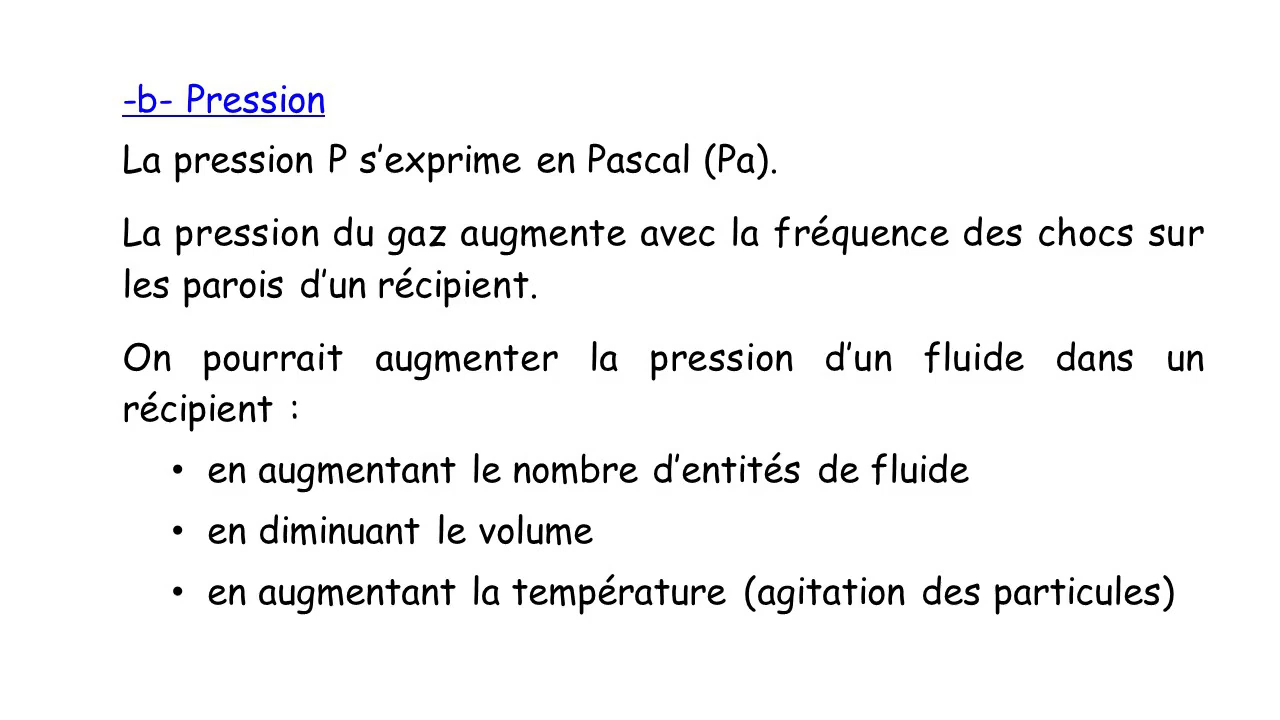 -b- Pression
La pression P s’exprime en Pascal (Pa).
La pression du gaz augmente avec la fréquence des chocs sur
les parois d’un récipient.
On pourrait augmenter la pression d’un fluide dans un
récipient :
• en augmentant le nombre d’entités de fluide
• en diminuant le volume
• en augmentant la température (agitation des particules)